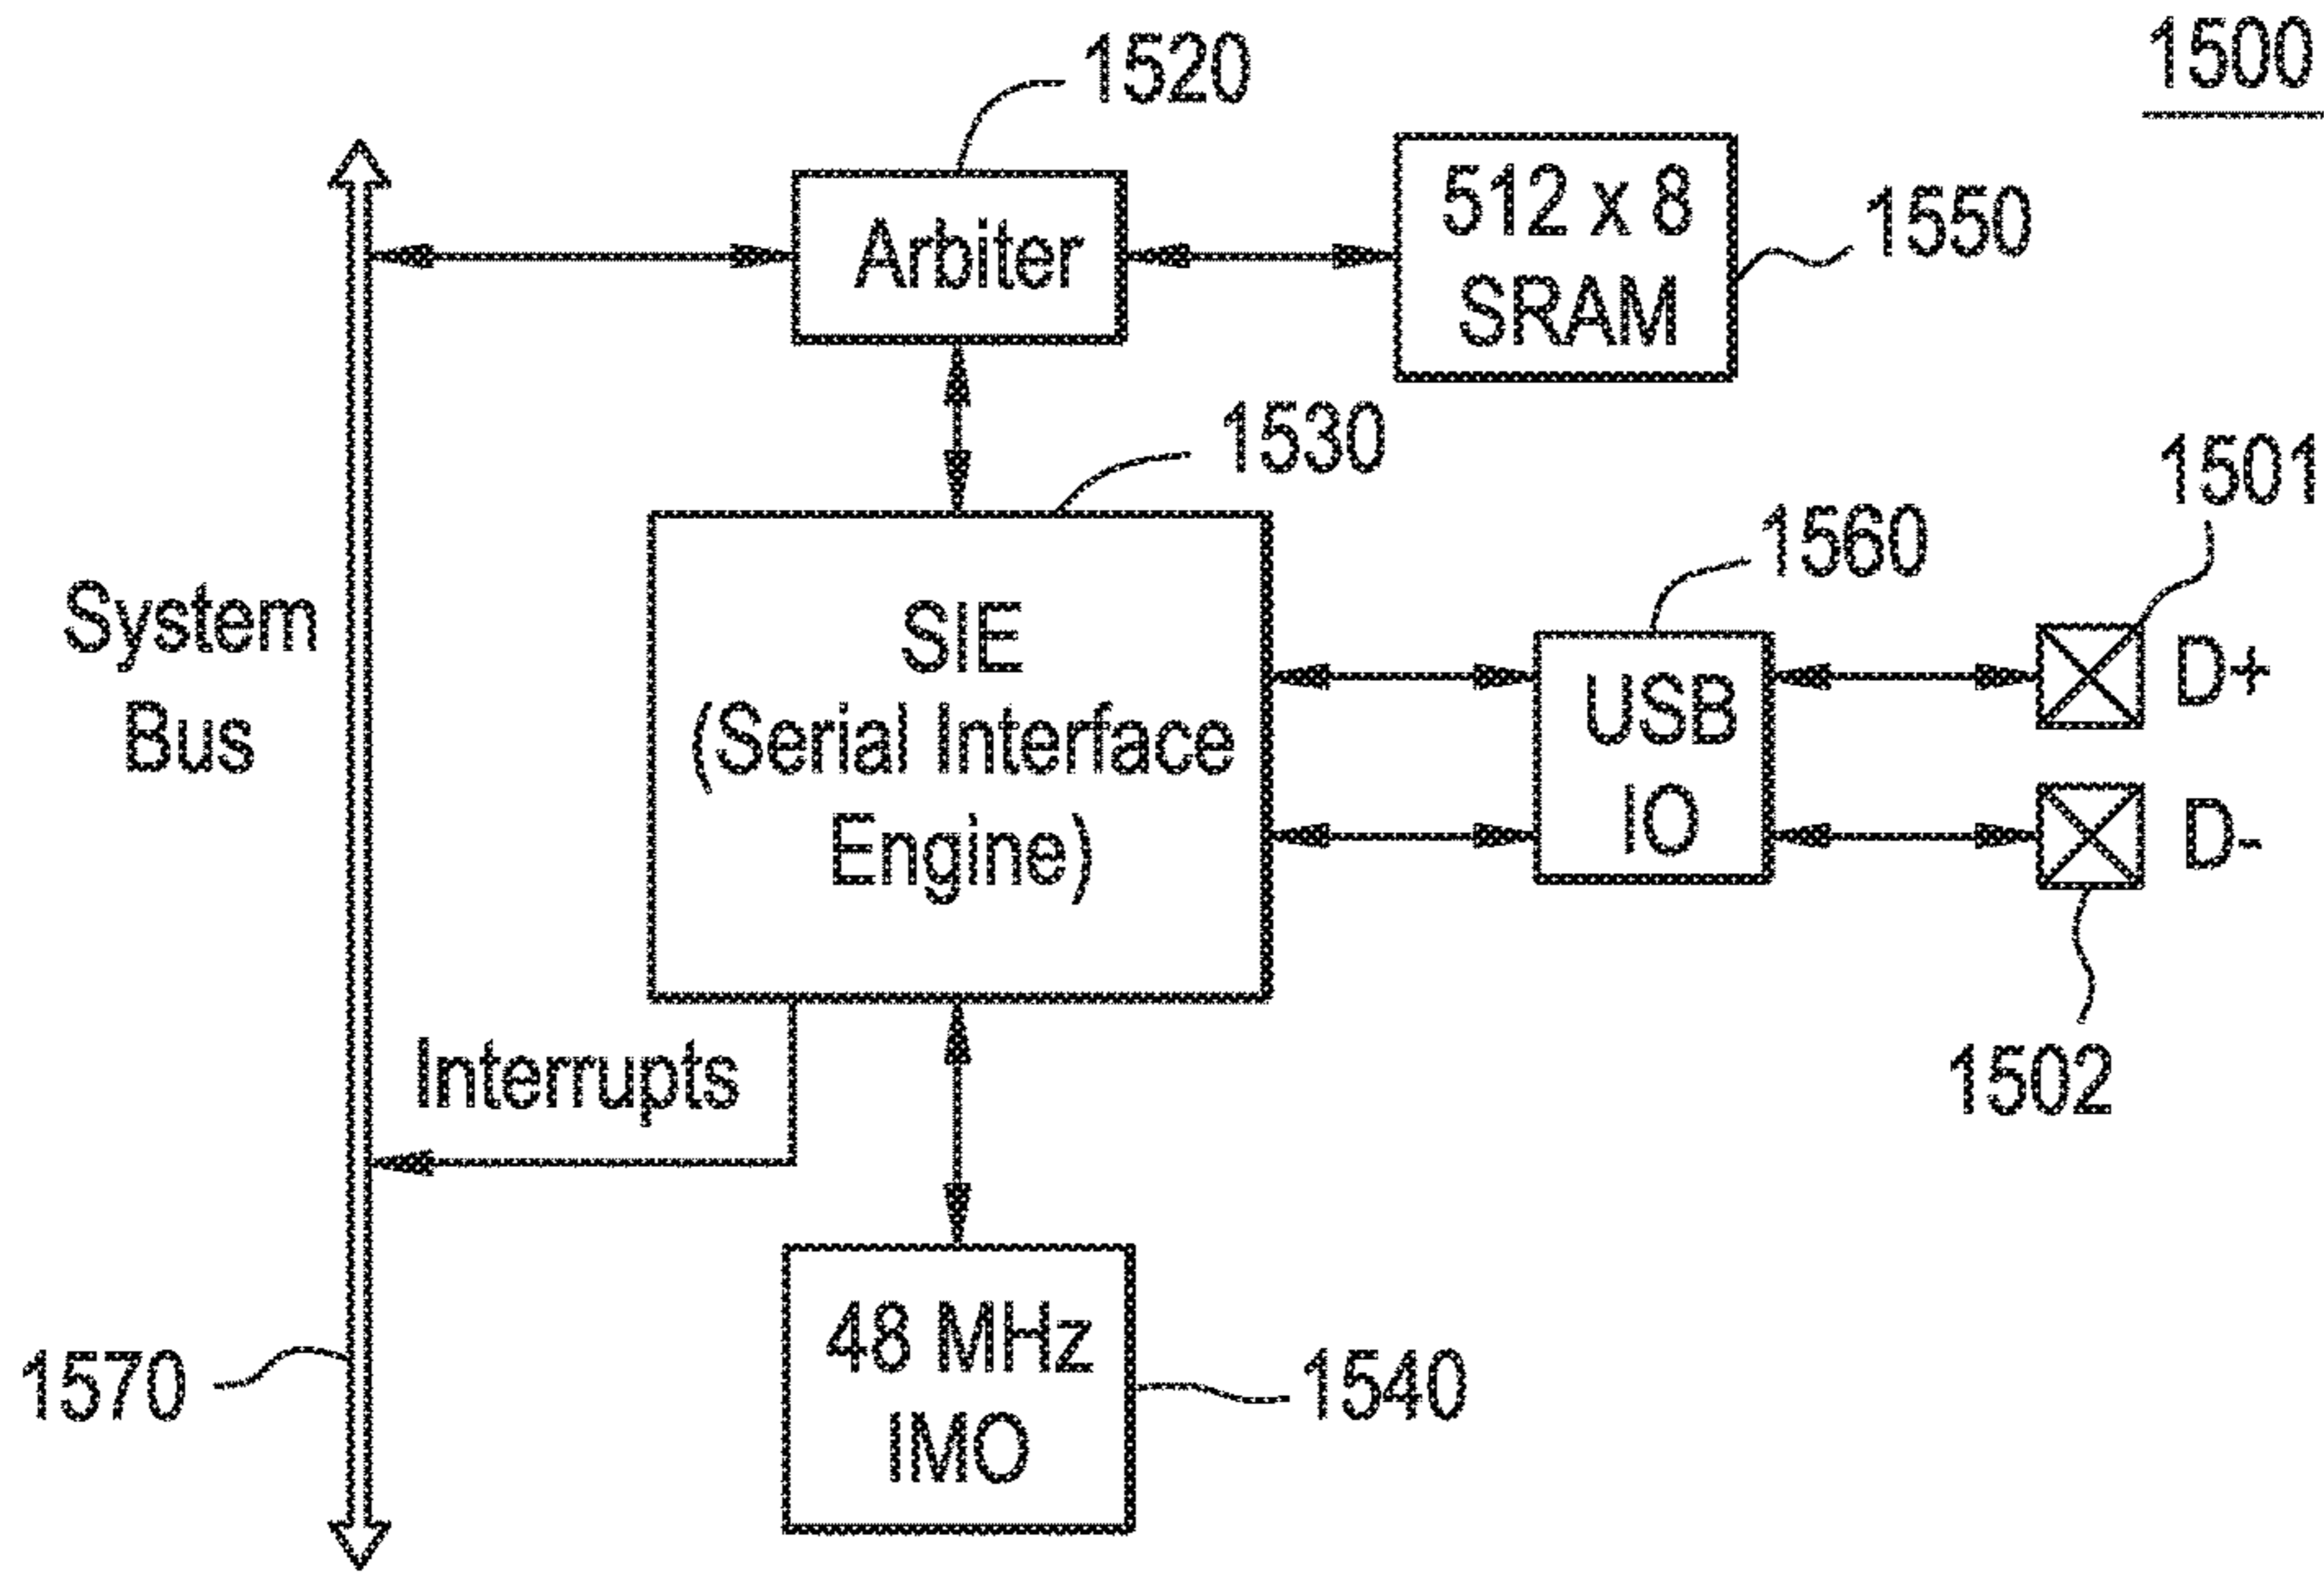 1500
1520
Arbiter
512 x 8
SRAM
1550
1530
1501
1560
System
Bus
SIE
(Serial Interface
Engine)
USB
IO
D+
D-
1502
Interrupts
1570
48 MHz
IMO
1540